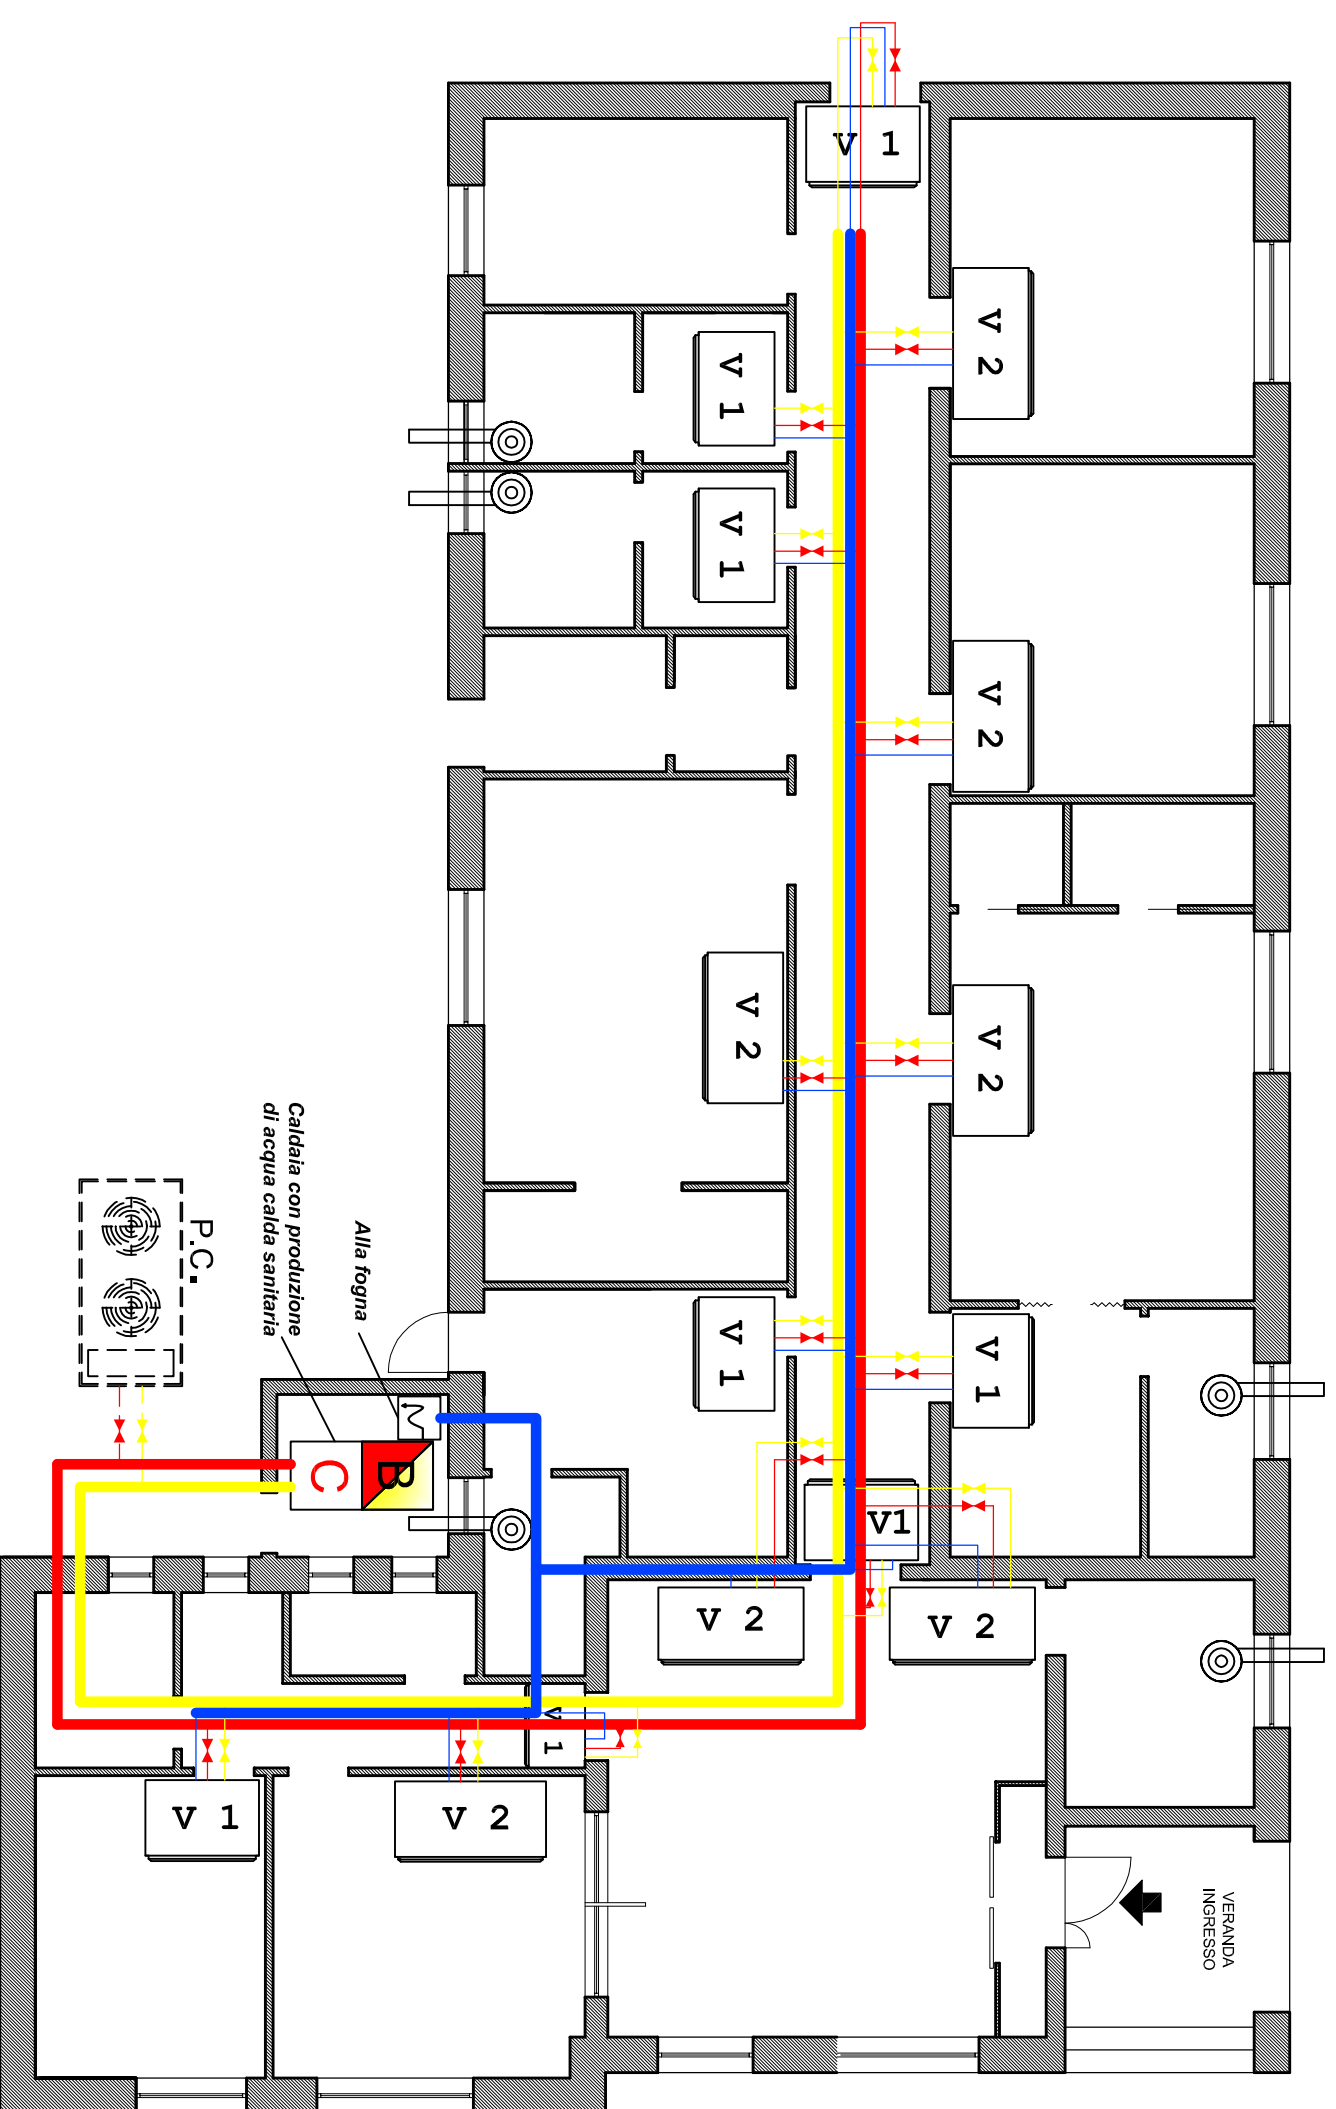 V 1
V 2
V 1
V 1
V 2
V 2
V 2
V 1
V 1
V1
V 2
V 2
V 1
V 1
V 2
P.C.
Caldaia con produzione
di acqua calda sanitaria
Alla fogna
C
B
VERANDA
INGRESSO